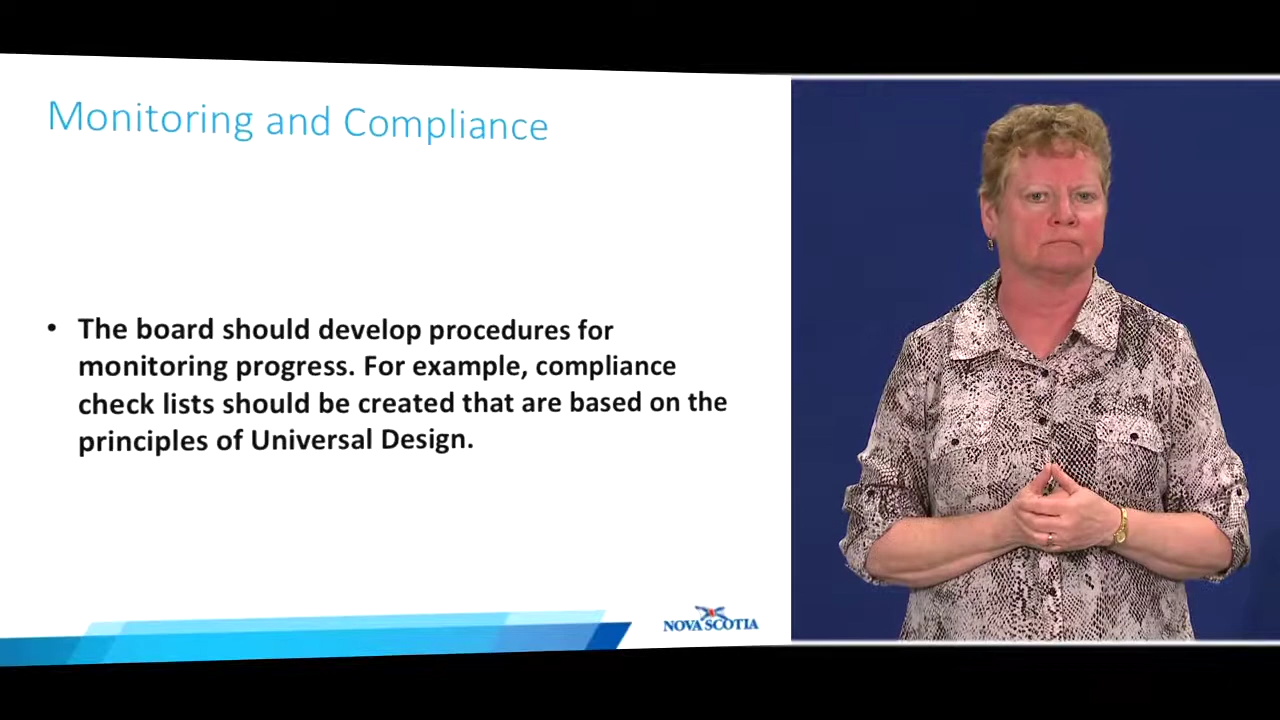 Monitoring and Compliance
• The board should develop procedures for
monitoring progress. For example, compliance
check lists should be created that are based on the
principles of Universal Design.
NOVA SCOTIA